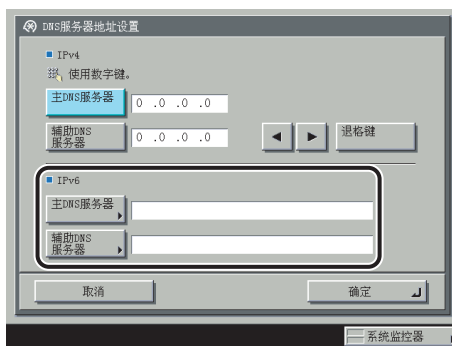 DNS服务器地址设置
IPv4
使用数字键。
主DNS服务器
0 .0 .0 .0
辅助DNS
服务器
0 .0 .0 .0
◀ ▶
退格键
IPv6
主DNS服务器
辅助DNS
服务器
取消
确定
系统监控器